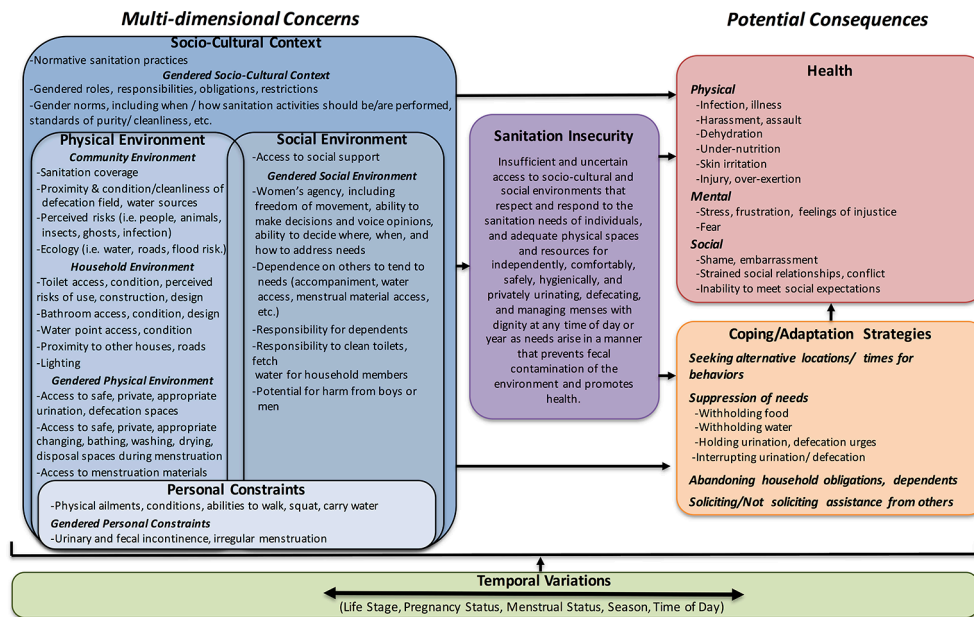 Multi-dimensional Concerns
Potential Consequences
Socio-Cultural Context
-Normative sanitation practices
Gendered Socio-Cultural Context
-Gendered roles, responsibilities, obligations, restrictions
-Gender norms, including when / how sanitation activities should be/are performed,
standards of purity/ cleanliness, etc.
Physical Environment
Community Environment
-Sanitation coverage
-Proximity & condition/cleanliness of
defecation field, water sources
-Perceived risks (i.e. people, animals,
insects, ghosts, infection)
-Ecology (i.e. water, roads, flood risk.)
Household Environment
-Toilet access, condition, perceived
risks of use, construction, design
-Bathroom access, condition, design
-Water point access, condition
-Proximity to other houses, roads
-Lighting
Gendered Physical Environment
-Access to safe, private, appropriate
urination, defecation spaces
-Access to safe, private, appropriate
changing, bathing, washing, drying,
disposal spaces during menstruation
-Access to menstruation materials
Social Environment
-Access to social support
Gendered Social Environment
-Women's agency, including
freedom of movement, ability to
make decisions and voice opinions,
ability to decide where, when, and
how to address needs
-Dependence on others to tend to
needs (accompaniment, water
access, menstrual material access,
etc.)
-Responsibility for dependents
-Responsibility to clean toilets,
fetch
water for household members
-Potential for harm from boys or
men
Personal Constraints
-Physical ailments, conditions, abilities to walk, squat, carry water
Gendered Personal Constraints
-Urinary and fecal incontinence, irregular menstruation
Sanitation Insecurity
Insufficient and uncertain
access to socio-cultural and
social environments that
respect and respond to the
sanitation needs of individuals,
and adequate physical spaces
and resources for
independently, comfortably,
safely, hygienically, and
privately urinating, defecating,
and managing menses with
dignity at any time of day or
year as needs arise in a manner
that prevents fecal
contamination of the
environment and promotes
health.
Health
Physical
-Infection, illness
-Harassment, assault
-Dehydration
-Under-nutrition
-Skin irritation
-Injury, over-exertion
Mental
-Stress, frustration, feelings of injustice
-Fear
Social
-Shame, embarrassment
-Strained social relationships, conflict
-Inability to meet social expectations
Coping/Adaptation Strategies
Seeking alternative locations/ times for
behaviors
Suppression of needs
-Withholding food
-Withholding water
-Holding urination, defecation urges
-Interrupting urination/ defecation
Abandoning household obligations, dependents
Soliciting/Not soliciting assistance from others
Temporal Variations
(Life Stage, Pregnancy Status, Menstrual Status, Season, Time of Day)